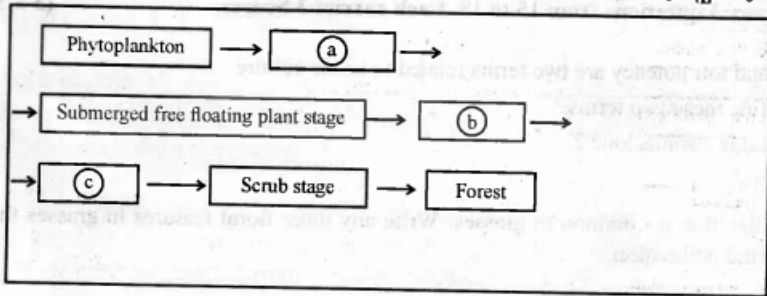 Phytoplankton → ⓐ →
→ Submerged free floating plant stage → ⓑ →
→ ⓒ → Scrub stage → Forest